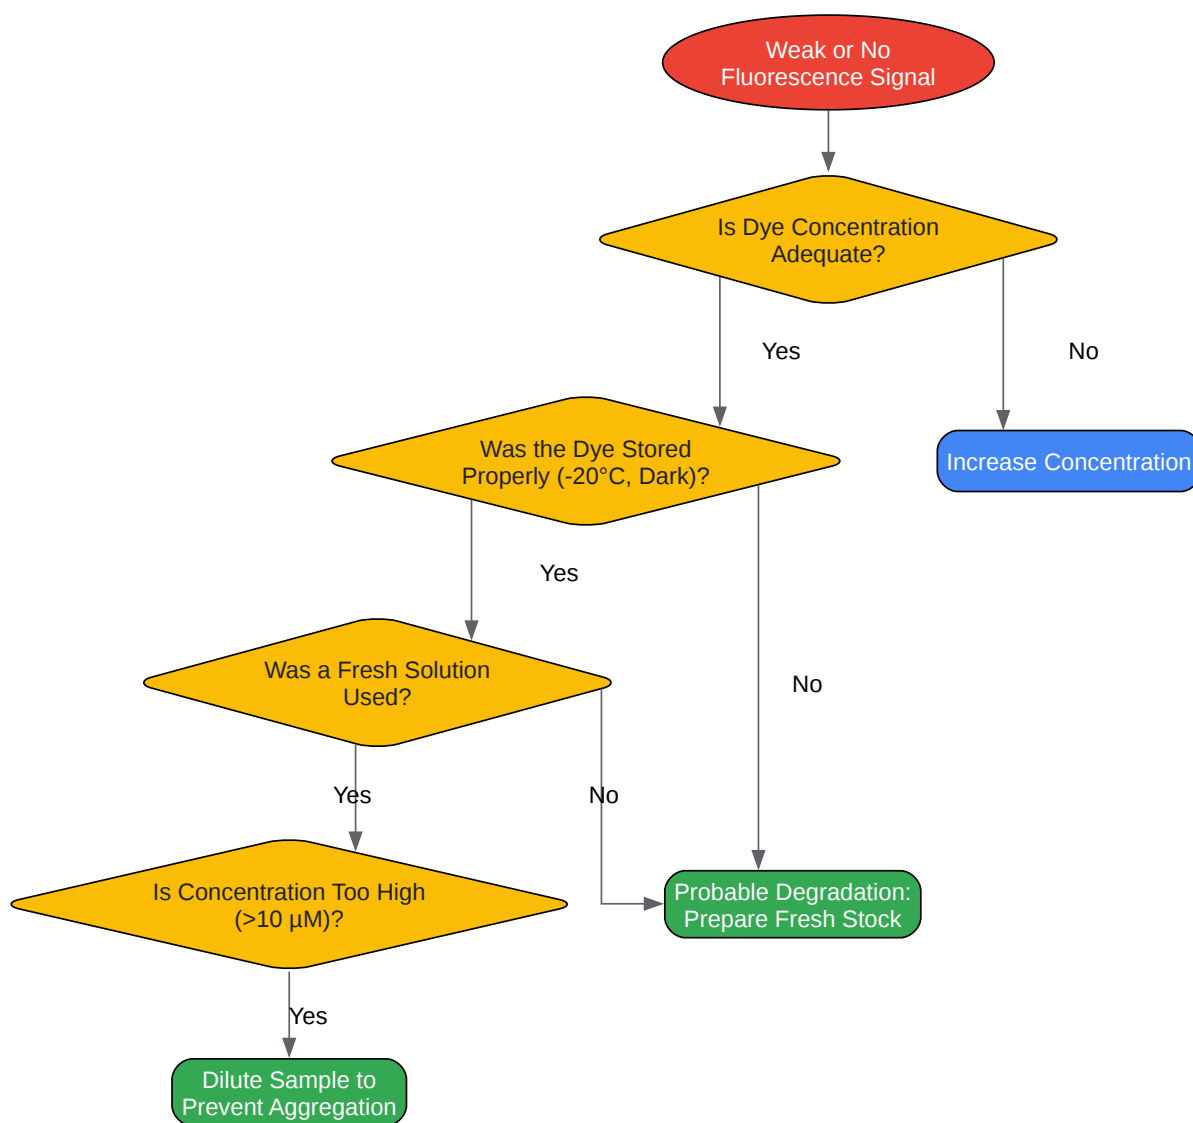 Weak or No
Fluorescence Signal
Is Dye Concentration
Adequate?
Yes
No
Was the Dye Stored
Properly (-20°C, Dark)?
Increase Concentration
Yes
No
Was a Fresh Solution
Used?
Yes
No
Is Concentration Too High
(>10 µM)?
Probable Degradation:
Prepare Fresh Stock
Yes
Dilute Sample to
Prevent Aggregation